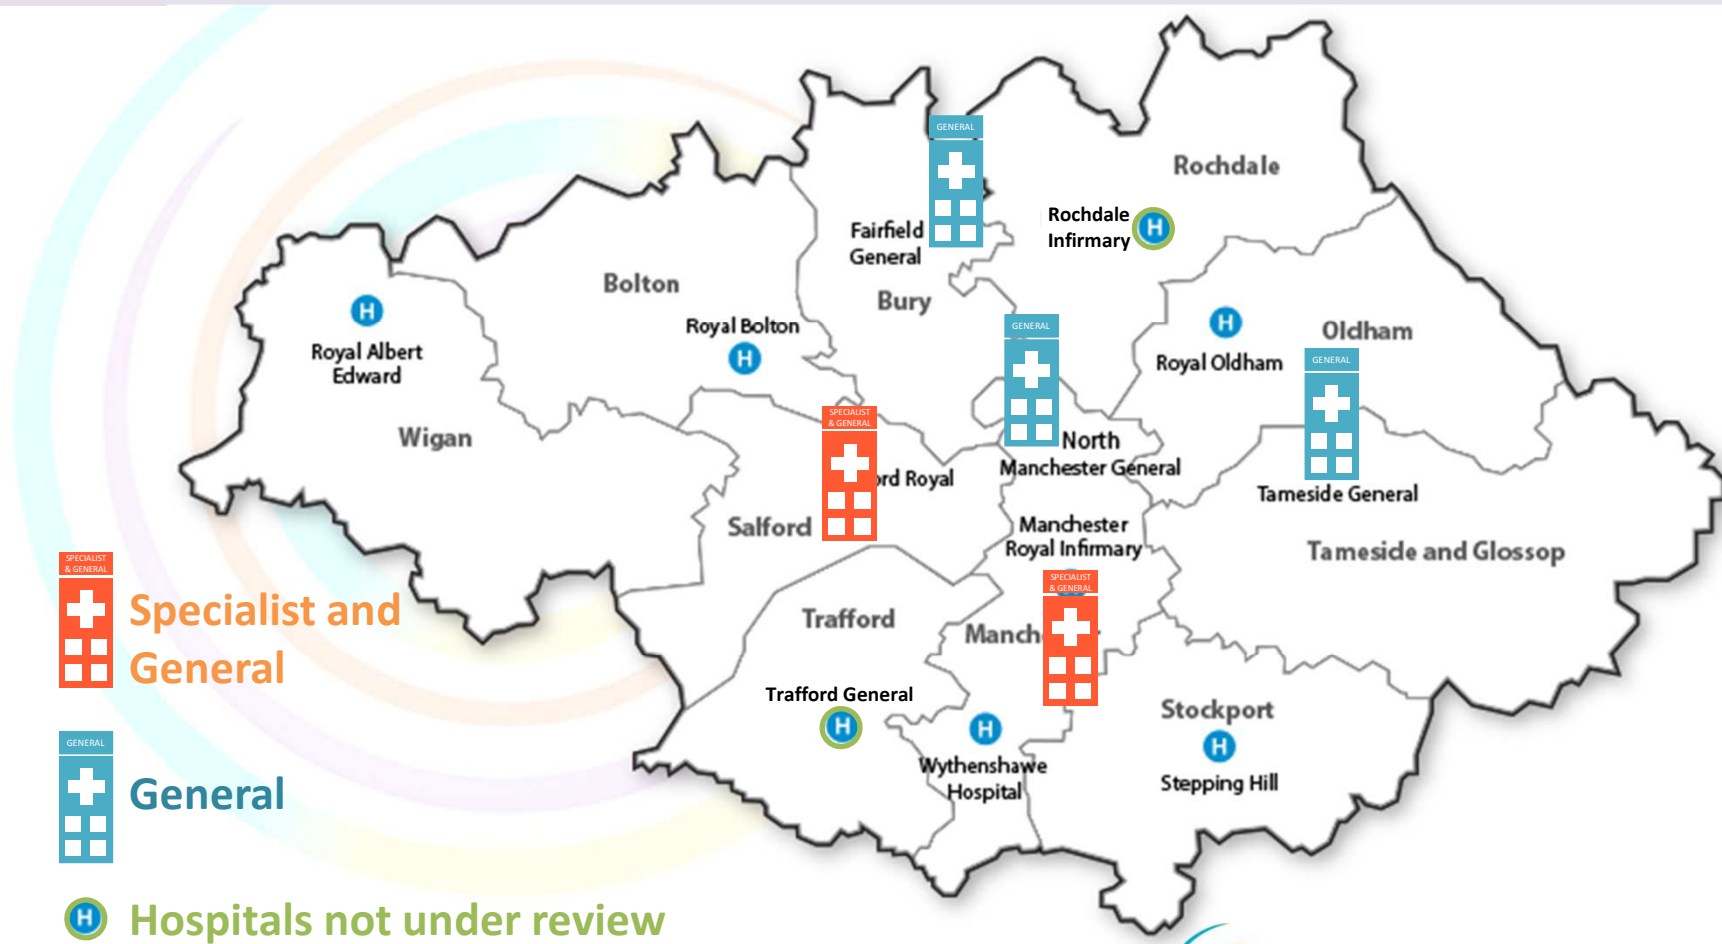 GENERAL
Rochdale
Rochdale
Infirmary
Fairfield
General
Bolton
Bury
Royal Bolton
GENERAL
Oldham
Royal Oldham
GENERAL
Royal Albert
Edward
Wigan
SPECIALIST
& GENERAL
ord Royal
North
Manchester General
Tameside General
Salford
Manchester
Royal Infirmary
Tameside and Glossop
SPECIALIST
& GENERAL
Trafford
Manch
Trafford General
H
H
H
H
H
H
H
Wythenshawe
Hospital
Stockport
Stepping Hill
SPECIALIST
& GENERAL
Specialist and
General
GENERAL
General
H
Hospitals not under review